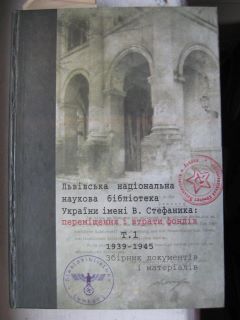 Львівська національна
наукова бібліотека
України імені В. Стефаника:
переміщення і втрати фондів
Т.1
1939-1945
Збірник документів
і матеріалів